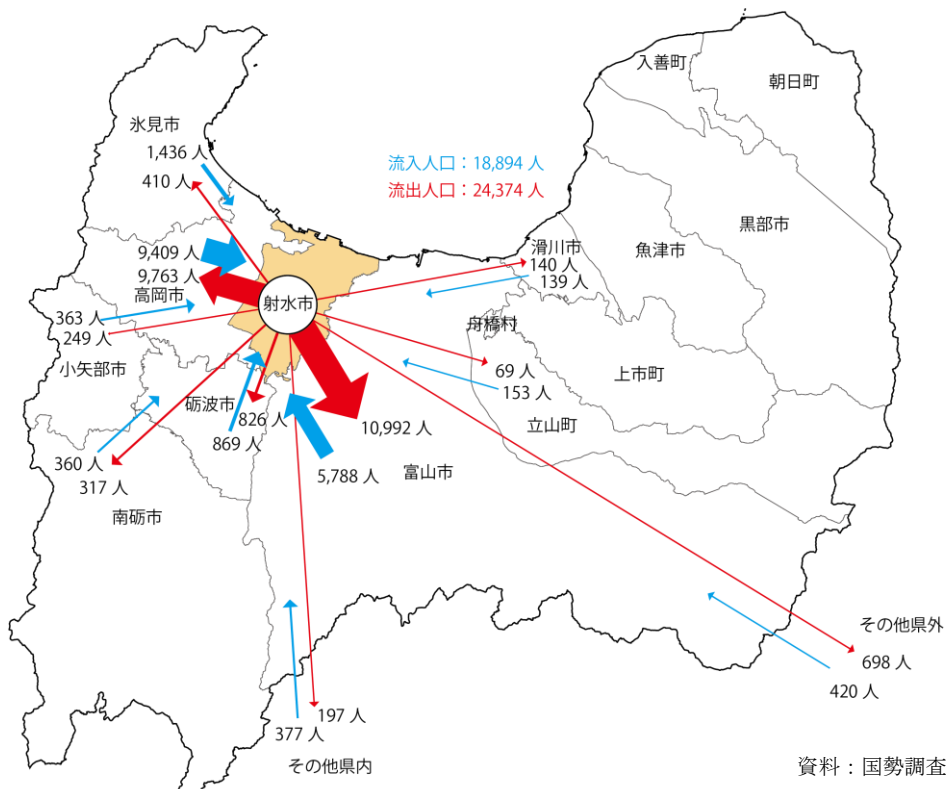 入善町
朝日町
氷見市
1,436 人
410 人
流入人口：18,894 人
流出人口：24,374 人
黒部市
魚津市
滑川市
140 人
139 人
9,409 人
9,763 人
高岡市
射水市
363 人
249 人
舟橋村
小矢部市
69 人
153 人
上市町
砺波市
826 人
869 人
立山町
10,992 人
5,788 人
富山市
360 人
317 人
南砺市
その他県外
698 人
420 人
197 人
377 人
その他県内
資料：国勢調査